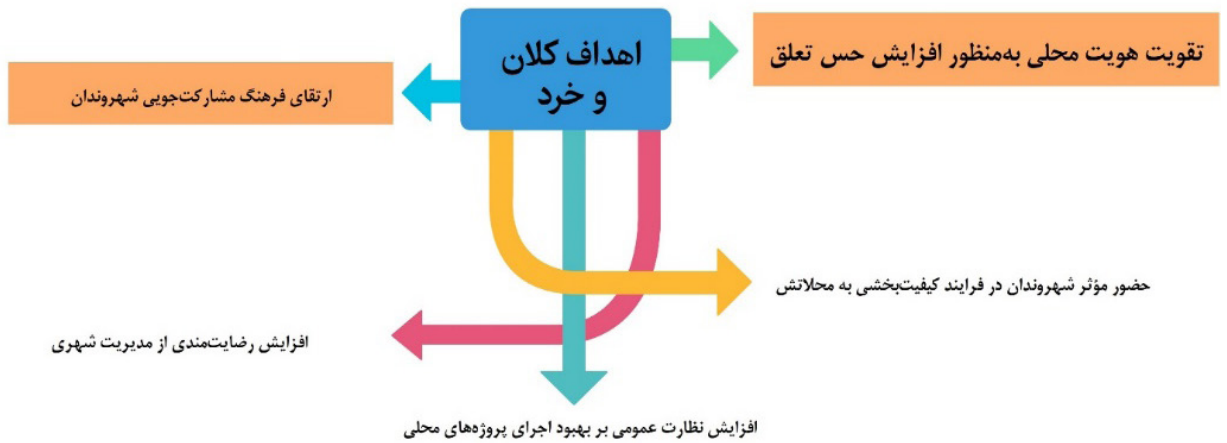 اهداف کلان
و خرد
تقویت هویت محلی به‌منظور افزایش حس تعلق
ارتقای فرهنگ مشارکت‌جویی شهروندان
حضور مؤثر شهروندان در فرایند کیفیت‌بخشی به محلاتش
افزایش رضایت‌مندی از مدیریت شهری
افزایش نظارت عمومی بر بهبود اجرای پروژه‌های محلی